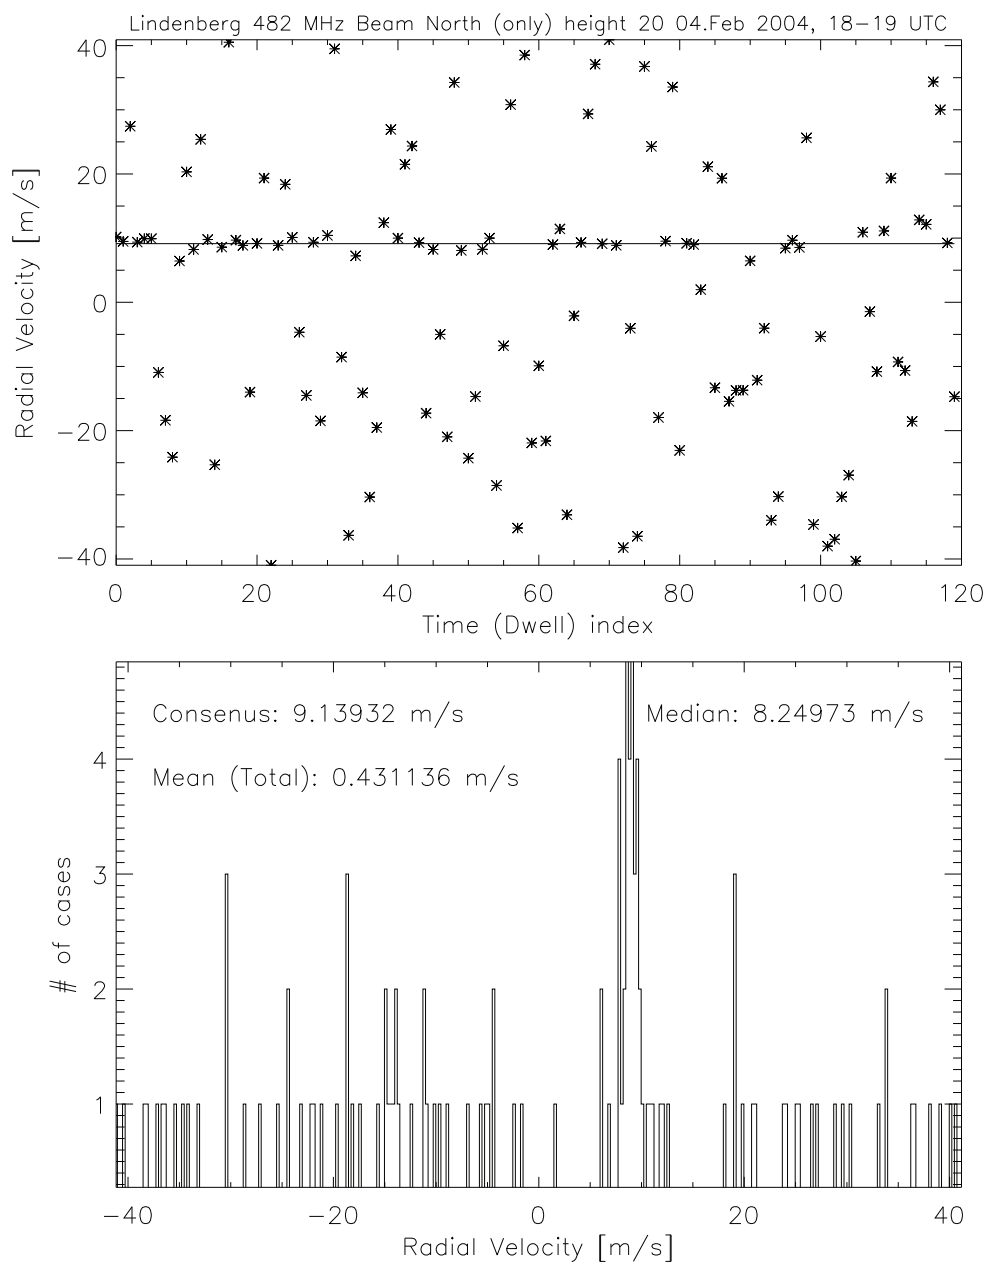 Lindenberg 482 MHz Beam North (only) height 20 04.Feb 2004, 18-19 UTC
40
20
0
-20
-40
Radial Velocity [m/s]
0 20 40 60 80 100 120
Time (Dwell) index
Consenus: 9.13932 m/s Median: 8.24973 m/s
Mean (Total): 0.431136 m/s
4
3
2
1
# of cases
-40 -20 0 20 40
Radial Velocity [m/s]